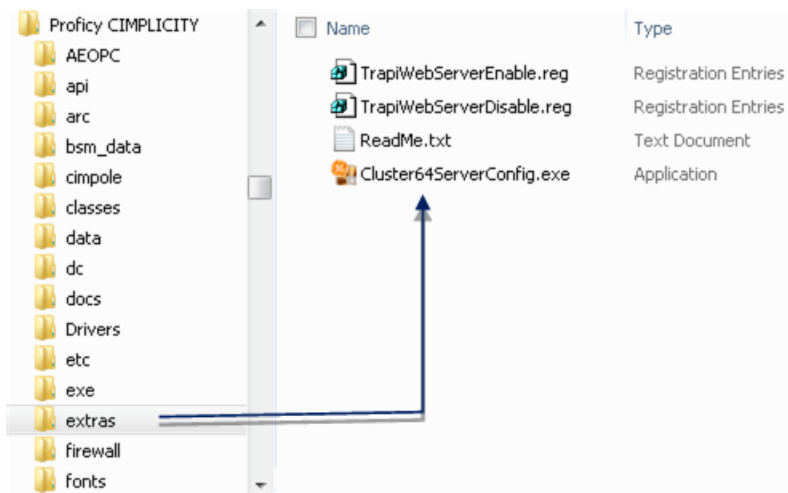 Proficy CIMPLICITY
AEOPC
api
arc
bsm_data
cimpole
classes
data
dc
docs
Drivers
etc
exe
extras
firewall
fonts
Name Type
TrapiWebServerEnable.reg Registration Entries
TrapiWebServerDisable.reg Registration Entries
ReadMe.txt Text Document
Cluster64ServerConfig.exe Application